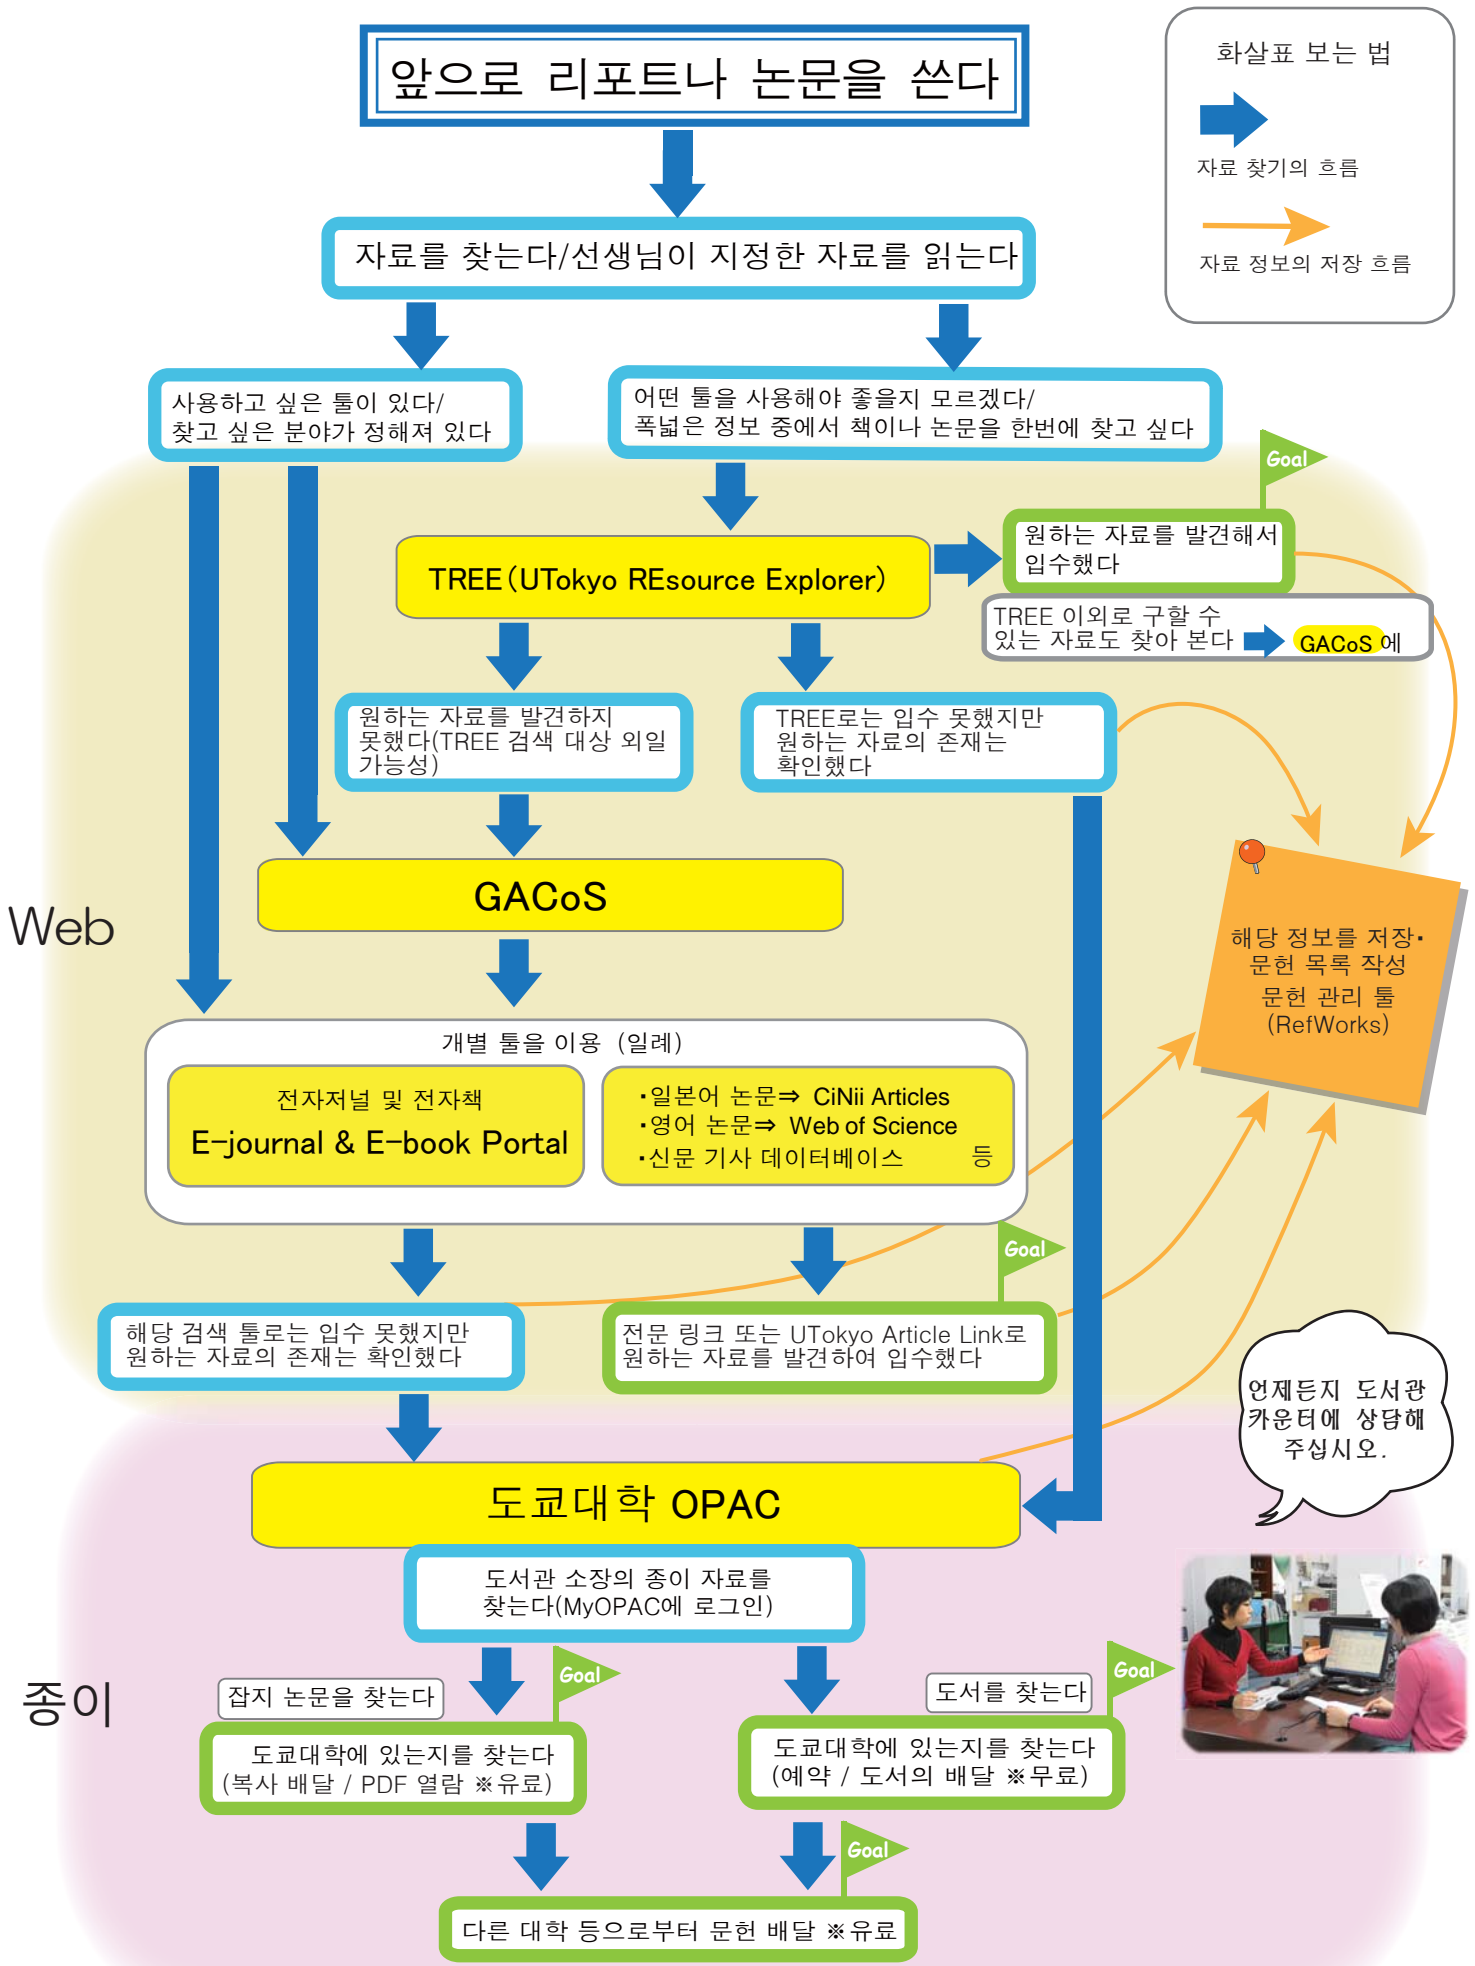 앞으로 리포트나 논문을 쓴다
화살표 보는 법
자료 찾기의 흐름
자료 정보의 저장 흐름
자료를 찾는다/선생님이 지정한 자료를 읽는다
사용하고 싶은 툴이 있다/
찾고 싶은 분야가 정해져 있다
어떤 툴을 사용해야 좋을지 모르겠다/
폭넓은 정보 중에서 책이나 논문을 한번에 찾고 싶다
Goal
TREE(UTokyo REsource Explorer)
원하는 자료를 발견해서
입수했다
TREE 이외로 구할 수
있는 자료도 찾아 본다
GACoS 에
원하는 자료를 발견하지
못했다(TREE 검색 대상 외일
가능성)
TREE로는 입수 못했지만
원하는 자료의 존재는
확인했다
GACoS
Web
해당 정보를 저장·
문헌 목록 작성
문헌 관리 툴
(RefWorks)
개별 툴을 이용 (일례)
전자저널 및 전자책
E-journal & E-book Portal
·일본어 논문⇒ CiNii Articles
·영어 논문⇒ Web of Science
·신문 기사 데이터베이스 등
Goal
해당 검색 툴로는 입수 못했지만
원하는 자료의 존재는 확인했다
전문 링크 또는 UTokyo Article Link로
원하는 자료를 발견하여 입수했다
언제든지 도서관
카운터에 상담해
주십시오.
도쿄대학 OPAC
도서관 소장의 종이 자료를
찾는다(MyOPAC에 로그인)
종이
잡지 논문을 찾는다
Goal
도서를 찾는다
Goal
도쿄대학에 있는지를 찾는다
(복사 배달 / PDF 열람 ※유료)
도쿄대학에 있는지를 찾는다
(예약 / 도서의 배달 ※무료)
Goal
다른 대학 등으로부터 문헌 배달 ※유료